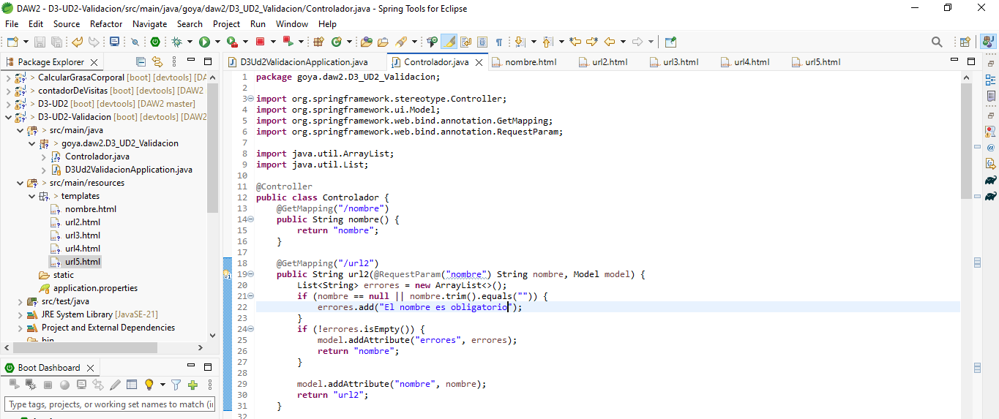 DAW2 - D3-UD2-Validacion/src/main/java/goya/daw2/D3_UD2_Validacion/Controlador.java - Spring Tools for Eclipse
File Edit Source Refactor Navigate Search Project Run Window Help
Package Explorer
CalcularGrasaCorporal [boot] [devtools] [DA
contadorDeVisitas [boot] [devtools] [DAW2
D3-UD2 [boot] [devtools] [DAW2 master]
D3-UD2-Validacion [boot] [devtools] [DAW2
src/main/java
goya.daw2.D3_UD2_Validacion
Controlador.java
D3Ud2ValidacionApplication.java
src/main/resources
templates
nombre.html
url2.html
url3.html
url4.html
url5.html
static
application.properties
src/test/java
JRE System Library [JavaSE-21]
Project and External Dependencies
bin
Boot Dashboard
Type tags, projects, or working set names to match (in
D3Ud2ValidacionApplication.java Controlador.java nombre.html url2.html url3.html url4.html url5.html
1 package goya.daw2.D3_UD2_Validacion;
2
3 import org.springframework.stereotype.Controller;
4 import org.springframework.ui.Model;
5 import org.springframework.web.bind.annotation.GetMapping;
6 import org.springframework.web.bind.annotation.RequestParam;
7
8 import java.util.ArrayList;
9 import java.util.List;
10
11 @Controller
12 public class Controlador {
13 @GetMapping("/nombre")
14 public String nombre() {
15 return "nombre";
16 }
17
18 @GetMapping("/url2")
19 public String url2(@RequestParam("nombre") String nombre, Model model) {
20 List<String> errores = new ArrayList<>();
21 if (nombre == null || nombre.trim().equals("")) {
22 errores.add("El nombre es obligatorio");
23 }
24 if (!errores.isEmpty()) {
25 model.addAttribute("errores", errores);
26 return "nombre";
27 }
28
29 model.addAttribute("nombre", nombre);
30 return "url2";
31 }
32